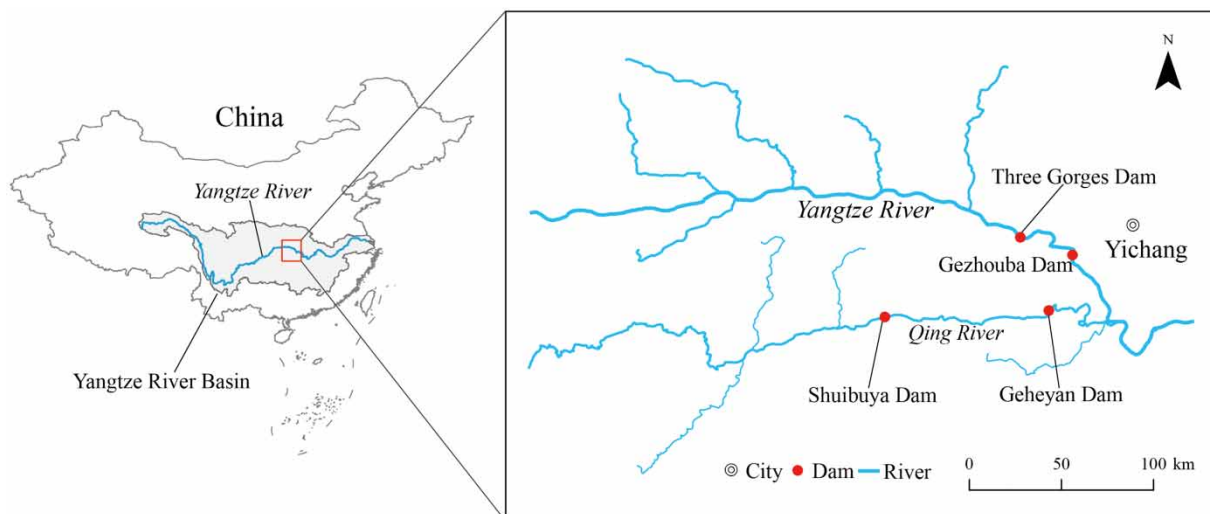 China
Yangtze River
Yangtze River Basin
N
Three Gorges Dam
Yangtze River
Yichang
Gezhouba Dam
Qing River
Shuibuya Dam
Geheyan Dam
City Dam River
0 50 100 km